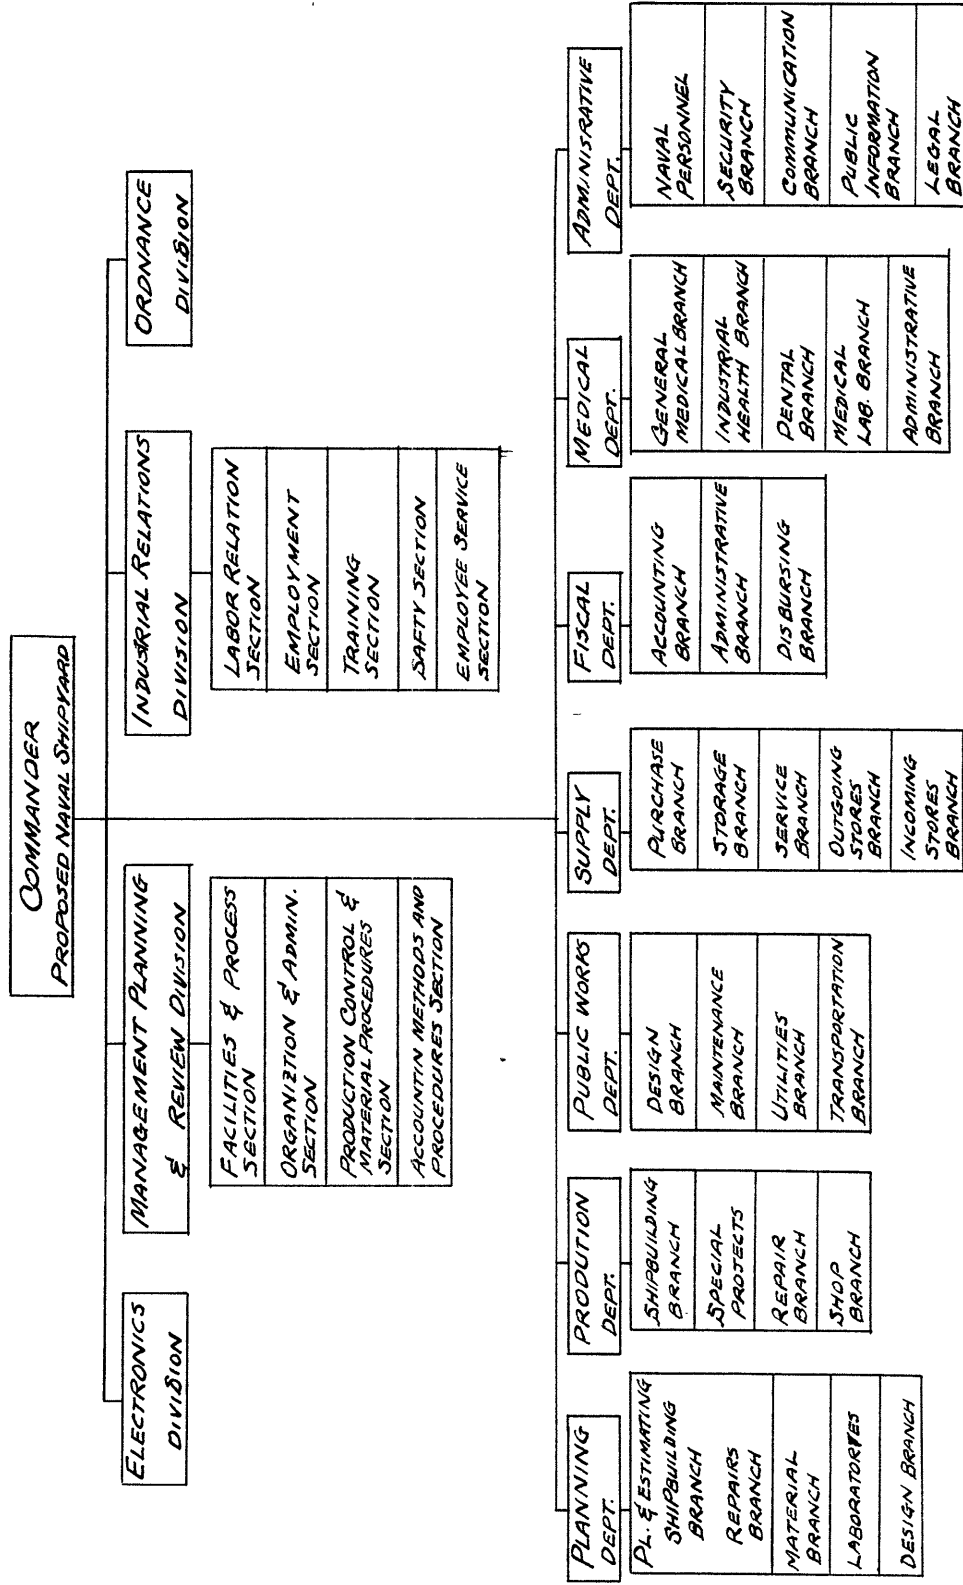 COMMANDER
PROPOSED NAVAL SHIPYARD
ELECTRONICS
DIVISION
MANAGEMENT PLANNING
& REVIEW DIVISION
INDUSTRIAL RELATIONS
DIVISION
ORDNANCE
DIVISION
FACILITIES & PROCESS
SECTION
ORGANIZTION & ADMIN.
SECTION
PRODUCTION CONTROL &
MATERIAL PROCEDURES
SECTION
ACCOUNTIN METHODS AND
PROCEDURES SECTION
LABOR RELATION
SECTION
EMPLOYMENT
SECTION
TRAINING
SECTION
SAFTY SECTION
EMPLOYEE SERVICE
SECTION
PLANNING
DEPT.
PL. & ESTIMATING
SHIPBUILDING
BRANCH
REPAIRS
BRANCH
MATERIAL
BRANCH
LABORATORYES
DESIGN BRANCH
PRODUTION
DEPT.
SHIPBUILDING
BRANCH
SPECIAL
PROJECTS
REPAIR
BRANCH
SHOP
BRANCH
PUBLIC WORKS
DEPT.
DESIGN
BRANCH
MAINTENANCE
BRANCH
UTILITIES
BRANCH
TRANSPORTATION
BRANCH
SUPPLY
DEPT.
PURCHASE
BRANCH
STORAGE
BRANCH
SERVICE
BRANCH
OUTGOING
STORES
BRANCH
INCOMING
STORES
BRANCH
FISCAL
DEPT.
ACCOUNTING
BRANCH
ADMINISTRATIVE
BRANCH
DISBURSING
BRANCH
MEDICAL
DEPT.
GENERAL
MEDICAL BRANCH
INDUSTRIAL
HEALTH BRANCH
DENTAL
BRANCH
MEDICAL
LAB. BRANCH
ADMINISTRATIVE
BRANCH
ADMINISRATIVE
DEPT.
NAVAL
PERSONNEL
SECURITY
BRANCH
COMMUNICATION
BRANCH
PUBLIC
INFORMATION
BRANCH
LEGAL
BRANCH